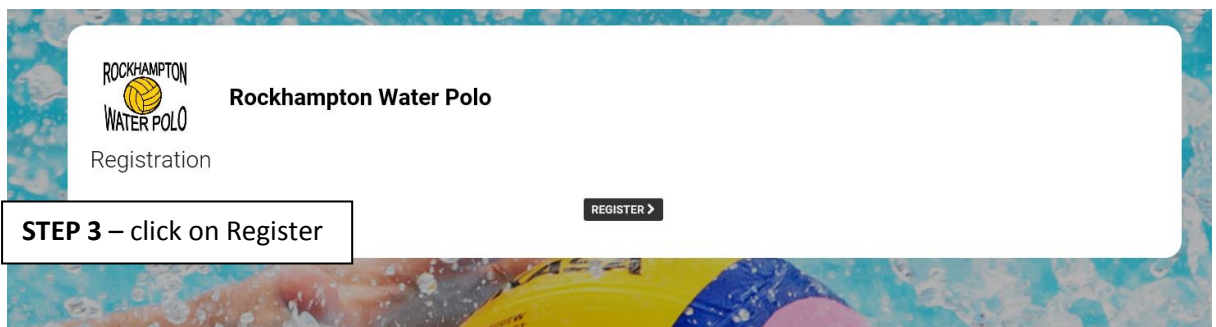 ROCKHAMPTON
WATER POLO
Rockhampton Water Polo
Registration
REGISTER
STEP 3 – click on Register